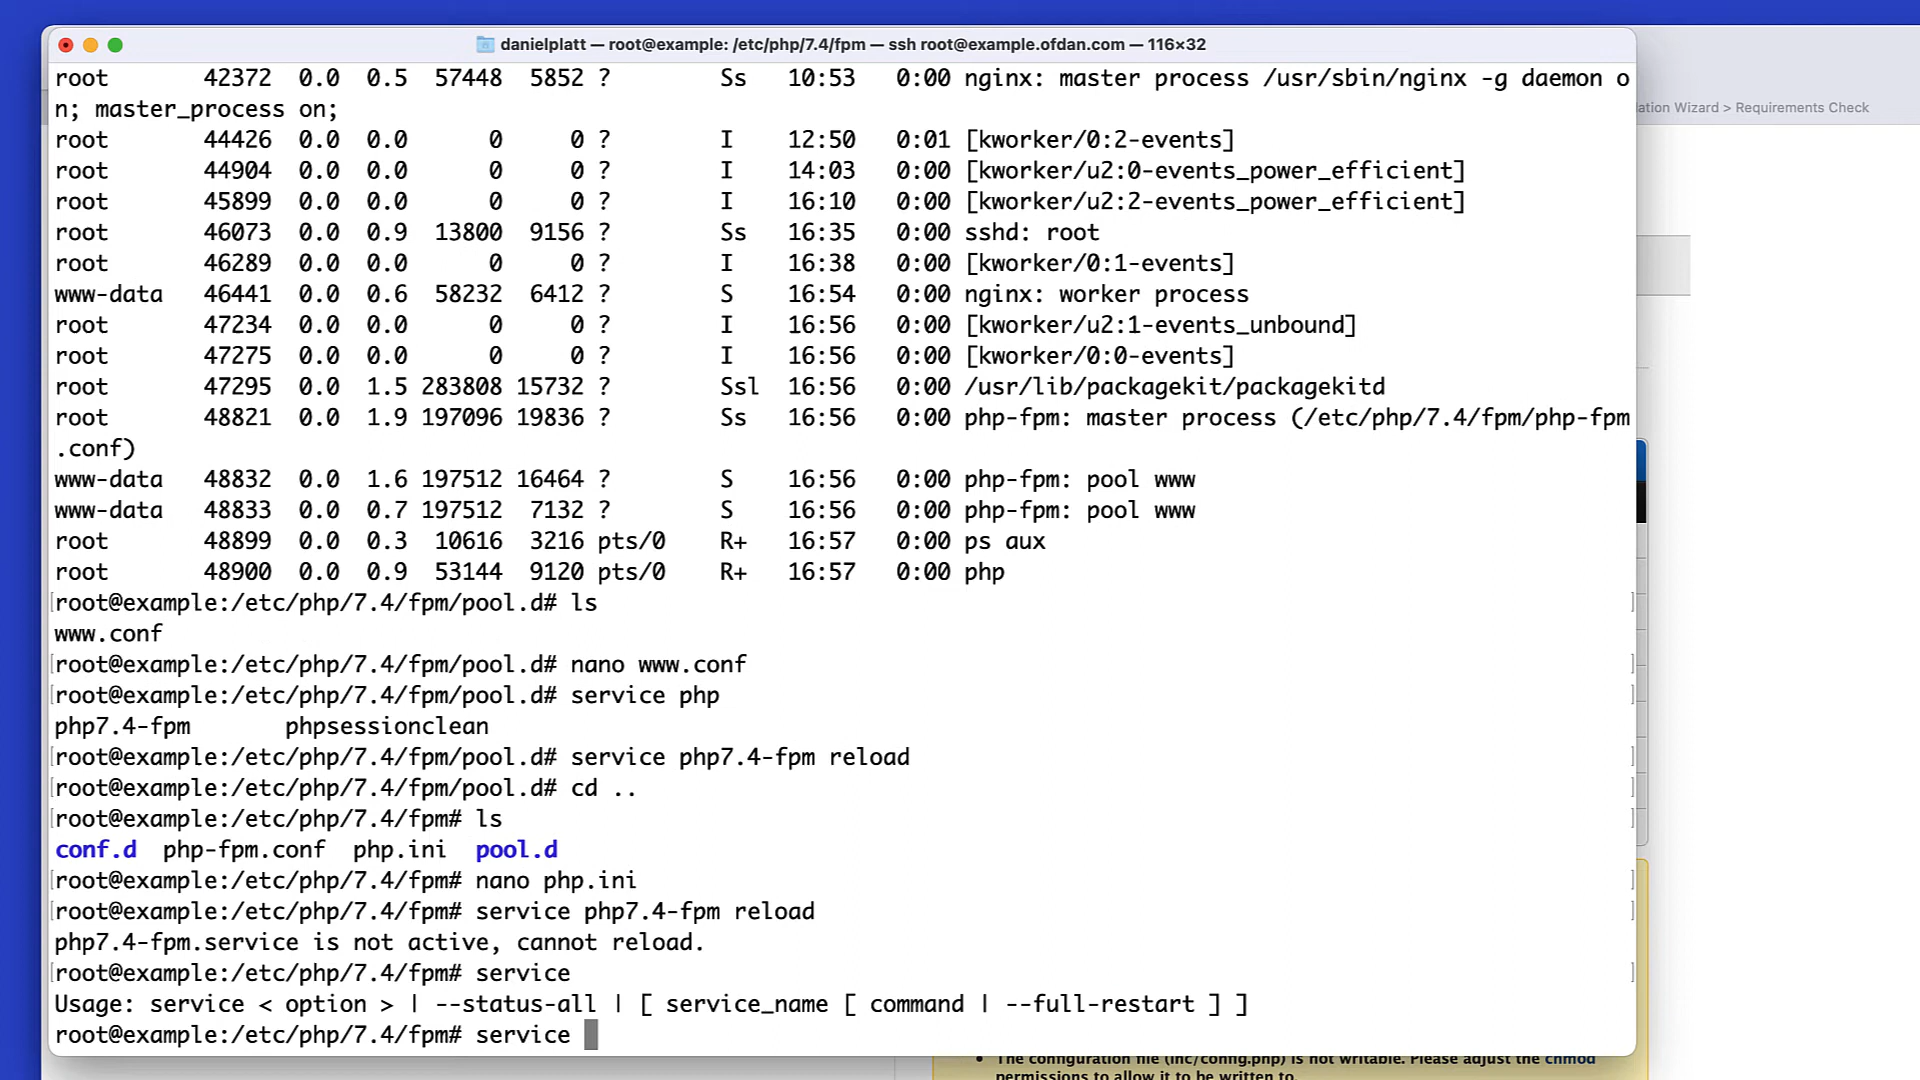 danielplatt — root@example: /etc/php/7.4/fpm — ssh root@example.ofdan.com — 116×32
ation Wizard > Requirements Check
root 42372 0.0 0.5 57448 5852 ? Ss 10:53 0:00 nginx: master process /usr/sbin/nginx -g daemon o
n; master_process on;
root 44426 0.0 0.0 0 0 ? I 12:50 0:01 [kworker/0:2-events]
root 44904 0.0 0.0 0 0 ? I 14:03 0:00 [kworker/u2:0-events_power_efficient]
root 45899 0.0 0.0 0 0 ? I 16:10 0:00 [kworker/u2:2-events_power_efficient]
root 46073 0.0 0.9 13800 9156 ? Ss 16:35 0:00 sshd: root
root 46289 0.0 0.0 0 0 ? I 16:38 0:00 [kworker/0:1-events]
www-data 46441 0.0 0.6 58232 6412 ? S 16:54 0:00 nginx: worker process
root 47234 0.0 0.0 0 0 ? I 16:56 0:00 [kworker/u2:1-events_unbound]
root 47275 0.0 0.0 0 0 ? I 16:56 0:00 [kworker/0:0-events]
root 47295 0.0 1.5 283808 15732 ? Ssl 16:56 0:00 /usr/lib/packagekit/packagekitd
root 48821 0.0 1.9 197096 19836 ? Ss 16:56 0:00 php-fpm: master process (/etc/php/7.4/fpm/php-fpm
.conf)
www-data 48832 0.0 1.6 197512 16464 ? S 16:56 0:00 php-fpm: pool www
www-data 48833 0.0 0.7 197512 7132 ? S 16:56 0:00 php-fpm: pool www
root 48899 0.0 0.3 10616 3216 pts/0 R+ 16:57 0:00 ps aux
root 48900 0.0 0.9 53144 9120 pts/0 R+ 16:57 0:00 php
[root@example:/etc/php/7.4/fpm/pool.d# ls ]
www.conf
[root@example:/etc/php/7.4/fpm/pool.d# nano www.conf ]
[root@example:/etc/php/7.4/fpm/pool.d# service php ]
php7.4-fpm phpsessionclean
[root@example:/etc/php/7.4/fpm/pool.d# service php7.4-fpm reload ]
[root@example:/etc/php/7.4/fpm/pool.d# cd .. ]
[root@example:/etc/php/7.4/fpm# ls ]
conf.d php-fpm.conf php.ini pool.d
[root@example:/etc/php/7.4/fpm# nano php.ini ]
[root@example:/etc/php/7.4/fpm# service php7.4-fpm reload ]
php7.4-fpm.service is not active, cannot reload.
[root@example:/etc/php/7.4/fpm# service ]
Usage: service < option > | --status-all | [ service_name [ command | --full-restart ] ]
root@example:/etc/php/7.4/fpm# service
• The configuration file (inc/config.php) is not writable. Please adjust the chmod
permissions to allow it to be written to.